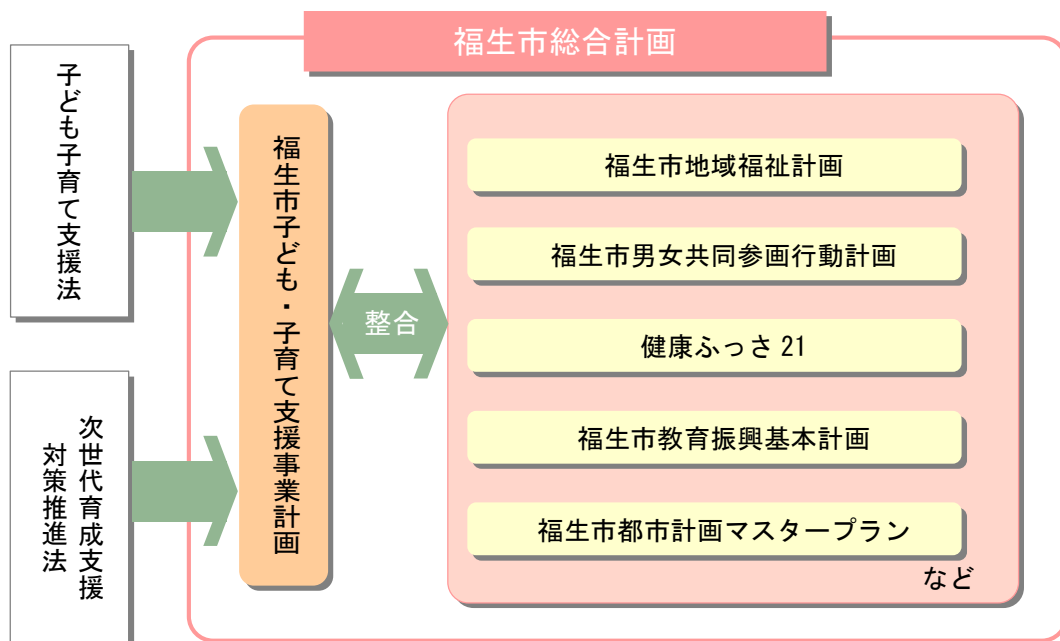 福生市総合計画
子ども子育て支援法
次世代育成支援
対策推進法
福生市子ども・子育て支援事業計画
整合
福生市地域福祉計画
福生市男女共同参画行動計画
健康ふっさ 21
福生市教育振興基本計画
福生市都市計画マスタープラン
など